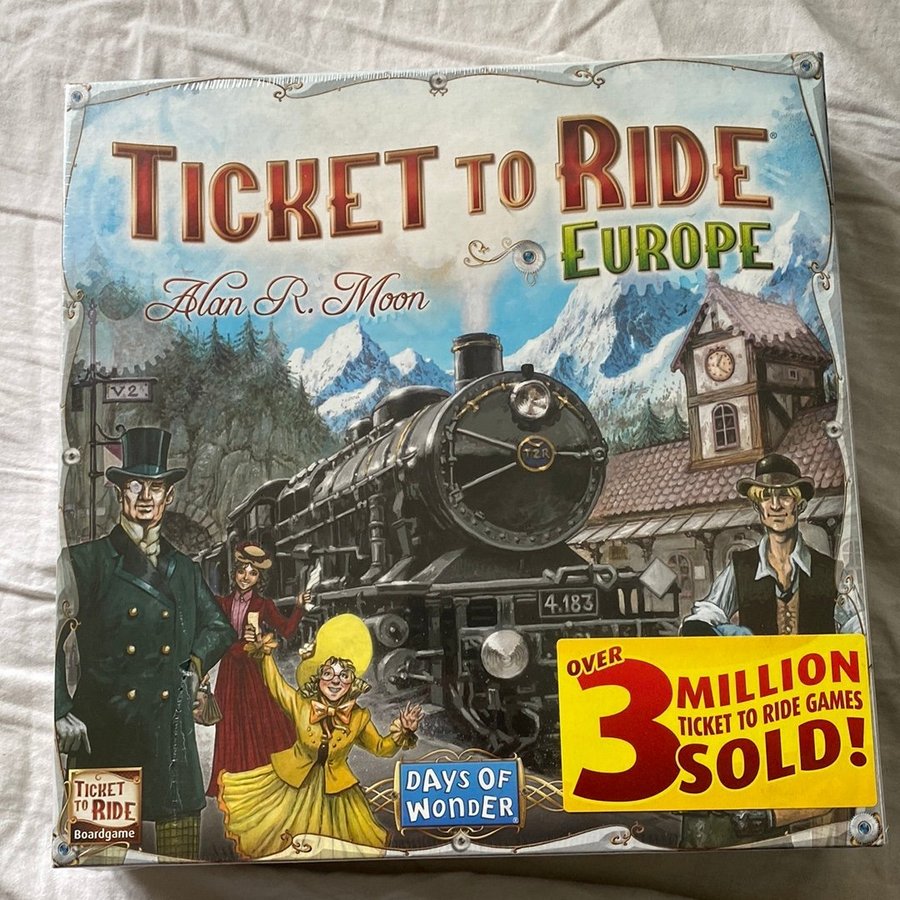 TICKET TO RIDE®
EUROPE
Alan R. Moon
V2
TZR
4.183
OVER
3 MILLION
TICKET TO RIDE GAMES
SOLD!
DAYS OF
WONDER®
TICKET
TO
RIDE
Boardgame